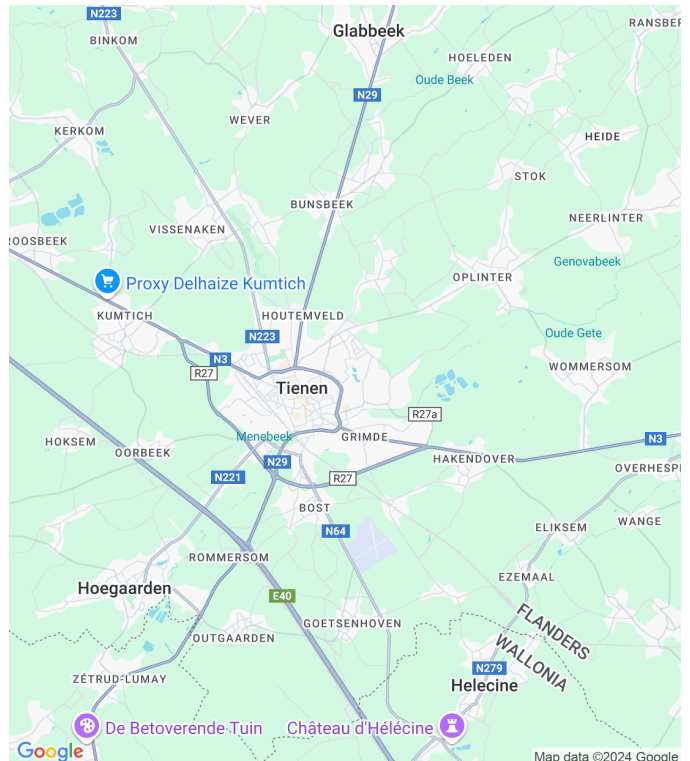 N223
BINKOM
Glabbeek
RANSBER
HOELEDEN
Oude Beek
N29
WEVER
KERKOM
HEIDE
STOK
BUNSBEEK
NEERLINTER
VISSENAKEN
ROOSBEEK
Genovabeek
OPLINTER
Proxy Delhaize Kumtich
KUMTICH
HOUTEMVELD
N223
Oude Gete
N3
WOMMERSOM
R27
Tienen
R27a
HOKSEM
Menebeek
GRIMDE
N3
OORBEEK
HAKENDOVER
N29
OVERHESPE
N221
R27
BOST
WANGE
N64
ELIKSEM
ROMMERSOM
EZEMAAL
Hoegaarden
E40
GOETSENHOVEN
FLANDERS
OUTGAARDEN
WALLONIA
N279
ZÉTRUD-LUMAY
Helecine
De Betoverende Tuin
Château d'Hélécine
Google
Map data ©2024 Google